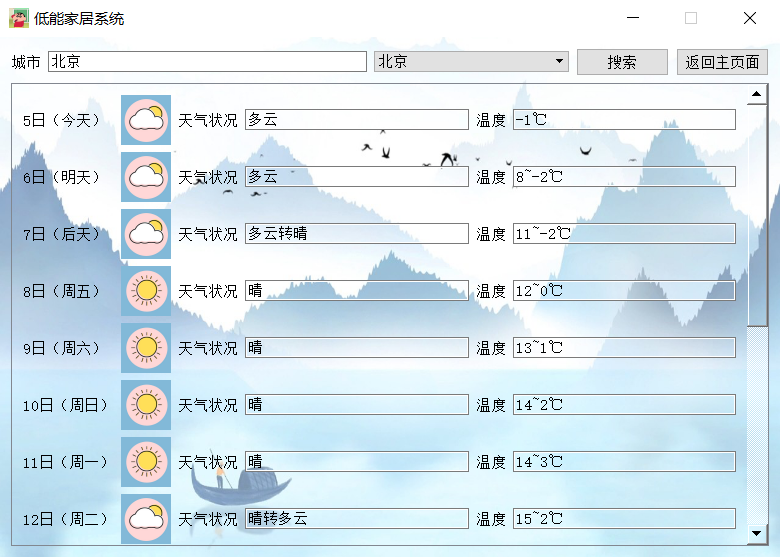 低能家居系统
城市 北京 北京 搜索 返回主页面
5日（今天） 天气状况 多云 温度 -1℃
6日（明天） 天气状况 多云 温度 8~-2℃
7日（后天） 天气状况 多云转晴 温度 11~-2℃
8日（周五） 天气状况 晴 温度 12~0℃
9日（周六） 天气状况 晴 温度 13~1℃
10日（周日） 天气状况 晴 温度 14~2℃
11日（周一） 天气状况 晴 温度 14~3℃
12日（周二） 天气状况 晴转多云 温度 15~2℃